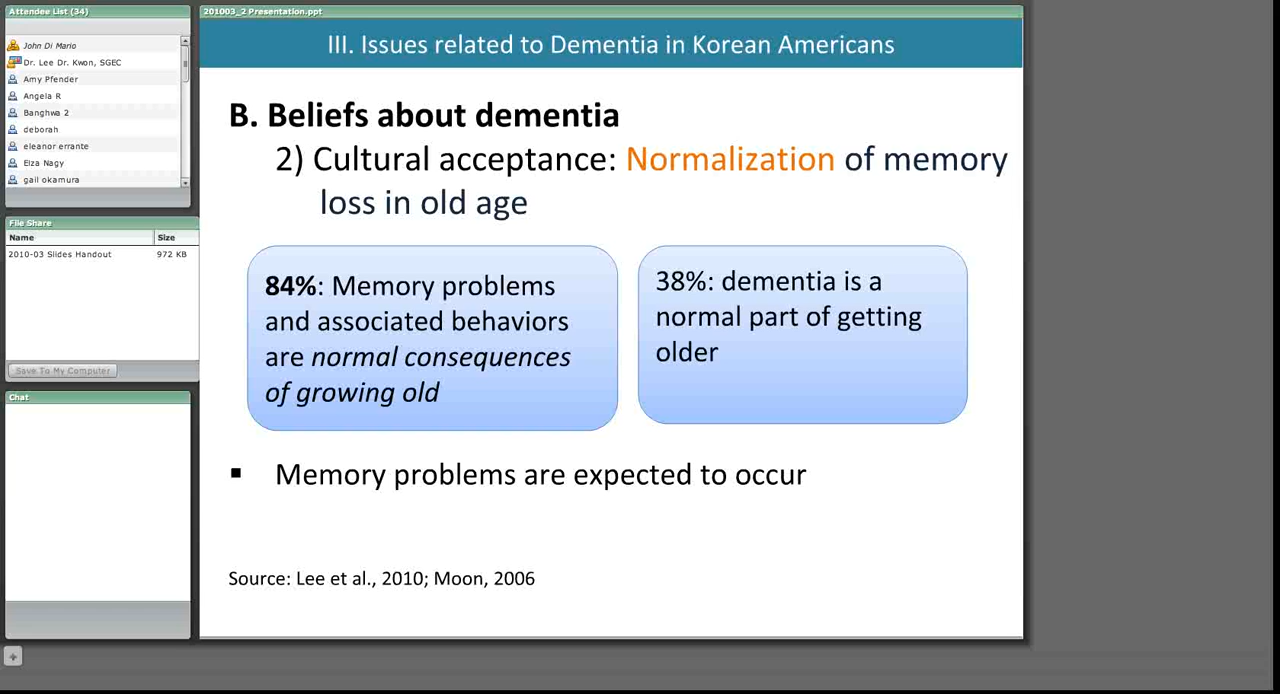 Attendee List (34)
John Di Mario
Dr. Lee Dr. Kwon, SGEC
Amy Pfender
Angela R
Banghwa 2
deborah
eleanor errante
Elza Nagy
gail okamura
File Share
Name Size
2010-03 Slides Handout 972 KB
Save To My Computer
Chat
201003_2 Presentation.ppt
III. Issues related to Dementia in Korean Americans
B. Beliefs about dementia
2) Cultural acceptance: Normalization of memory
loss in old age
84%: Memory problems
and associated behaviors
are normal consequences
of growing old
38%: dementia is a
normal part of getting
older
▪ Memory problems are expected to occur
Source: Lee et al., 2010; Moon, 2006